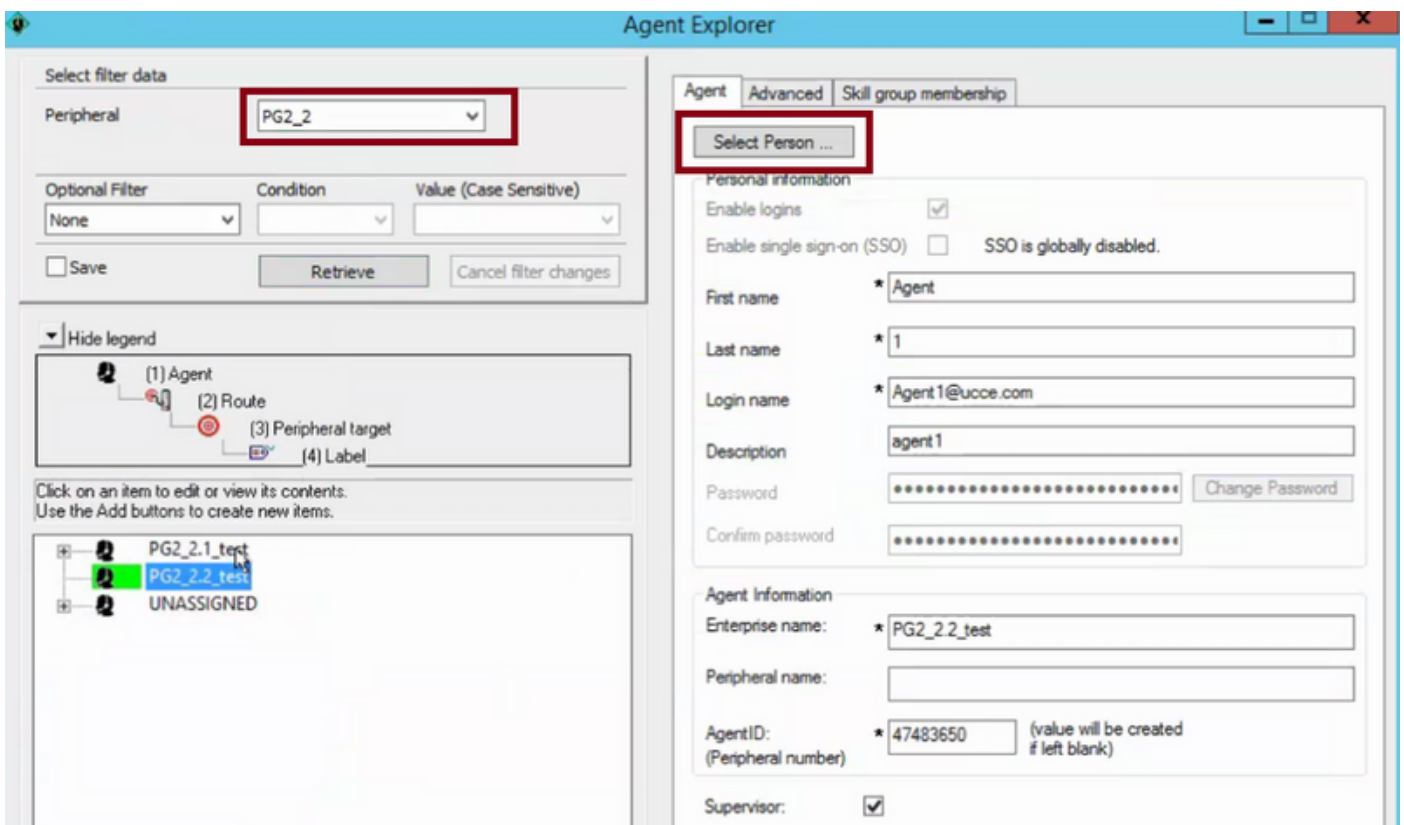 Agent Explorer
Select filter data
Peripheral
PG2_2
Optional Filter
Condition
Value (Case Sensitive)
None
Save
Retrieve
Cancel filter changes
Hide legend
(1) Agent
(2) Route
(3) Peripheral target
(4) Label
Click on an item to edit or view its contents.
Use the Add buttons to create new items.
PG2_2.1_test
PG2_2.2_test
UNASSIGNED
Agent Advanced Skill group membership
Select Person ...
Personal information
Enable logins
Enable single sign-on (SSO) SSO is globally disabled.
First name * Agent
Last name * 1
Login name * Agent1@ucce.com
Description agent1
Password Change Password
Confirm password
Agent Information
Enterprise name: * PG2_2.2_test
Peripheral name:
AgentID: * 47483650 (value will be created
(Peripheral number) if left blank)
Supervisor: